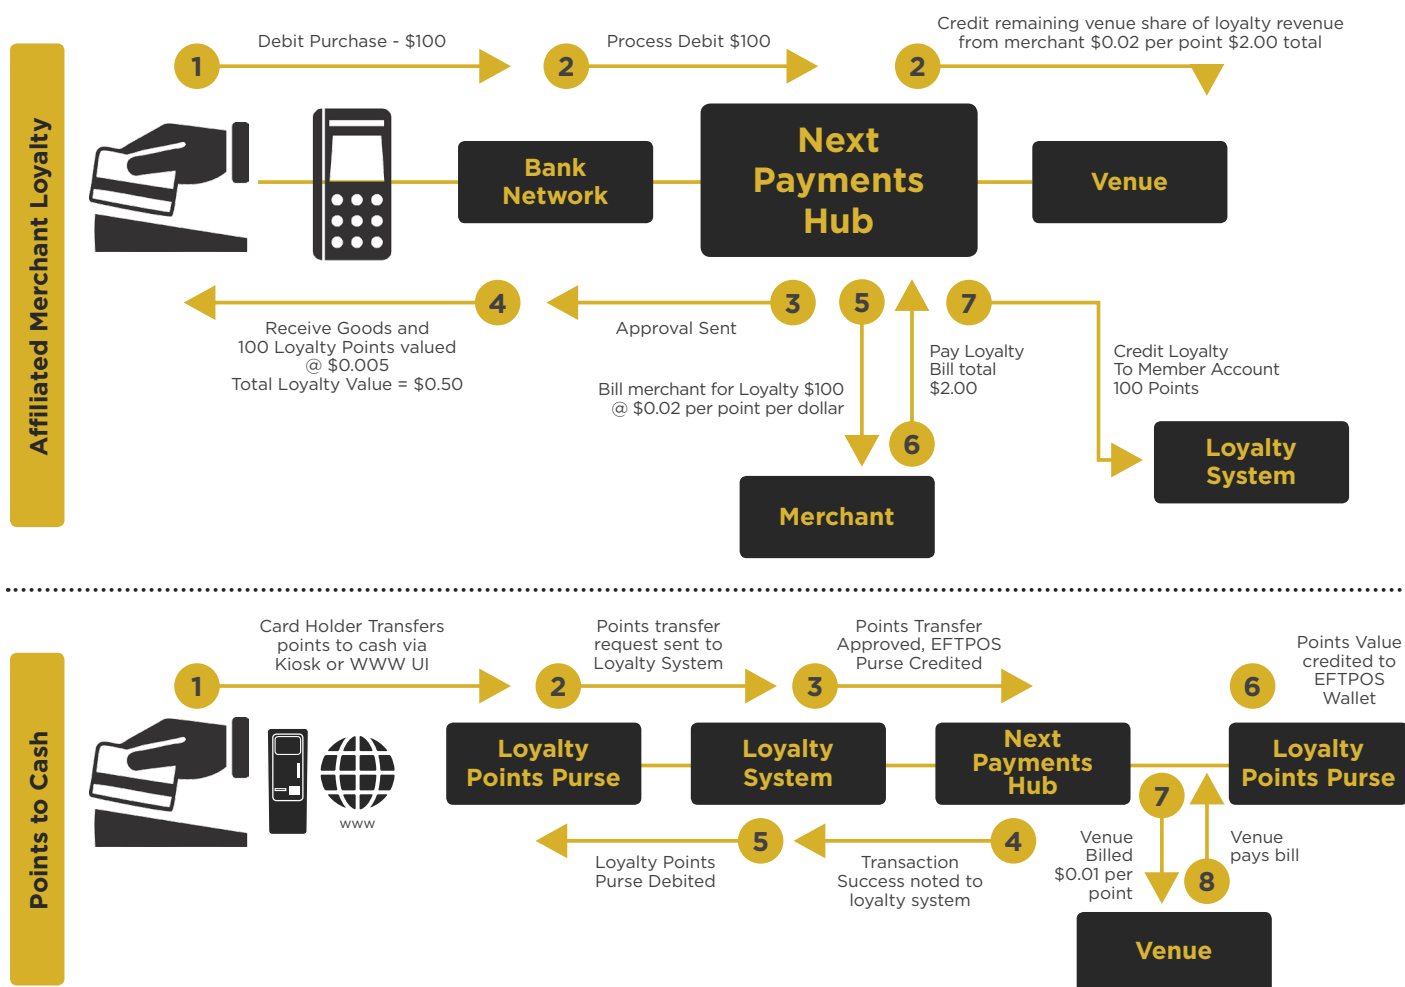 Affiliated Merchant Loyalty
1
Debit Purchase - $100
2
Process Debit $100
2
Credit remaining venue share of loyalty revenue
from merchant $0.02 per point $2.00 total
Bank
Network
Next
Payments
Hub
Venue
4
Receive Goods and
100 Loyalty Points valued
@ $0.005
Total Loyalty Value = $0.50
3
Approval Sent
5
Bill merchant for Loyalty $100
@ $0.02 per point per dollar
6
Pay Loyalty
Bill total
$2.00
7
Credit Loyalty
To Member Account
100 Points
Merchant
Loyalty
System
Points to Cash
1
Card Holder Transfers
points to cash via
Kiosk or WWW UI
2
Points transfer
request sent to
Loyalty System
3
Points Transfer
Approved, EFTPOS
Purse Credited
6
Points Value
credited to
EFTPOS
Wallet
www
Loyalty
Points Purse
Loyalty
System
Next
Payments
Hub
Loyalty
Points Purse
5
Loyalty Points
Purse Debited
4
Transaction
Success noted to
loyalty system
7
Venue
Billed
$0.01 per
point
8
Venue
pays bill
Venue